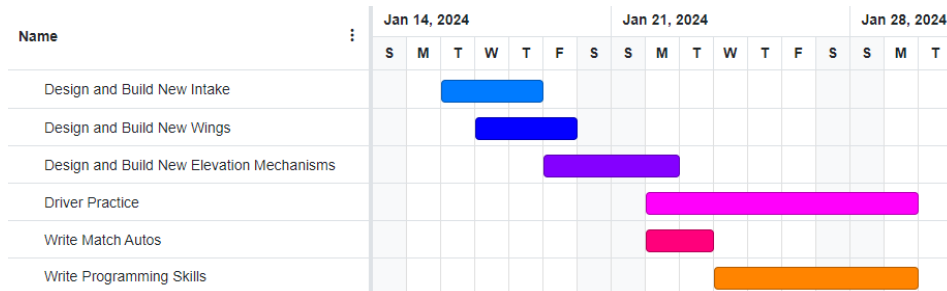 Name
Jan 14, 2024 Jan 21, 2024 Jan 28, 2024
S M T W T F S S M T W T F S S M T
Design and Build New Intake
Design and Build New Wings
Design and Build New Elevation Mechanisms
Driver Practice
Write Match Autos
Write Programming Skills